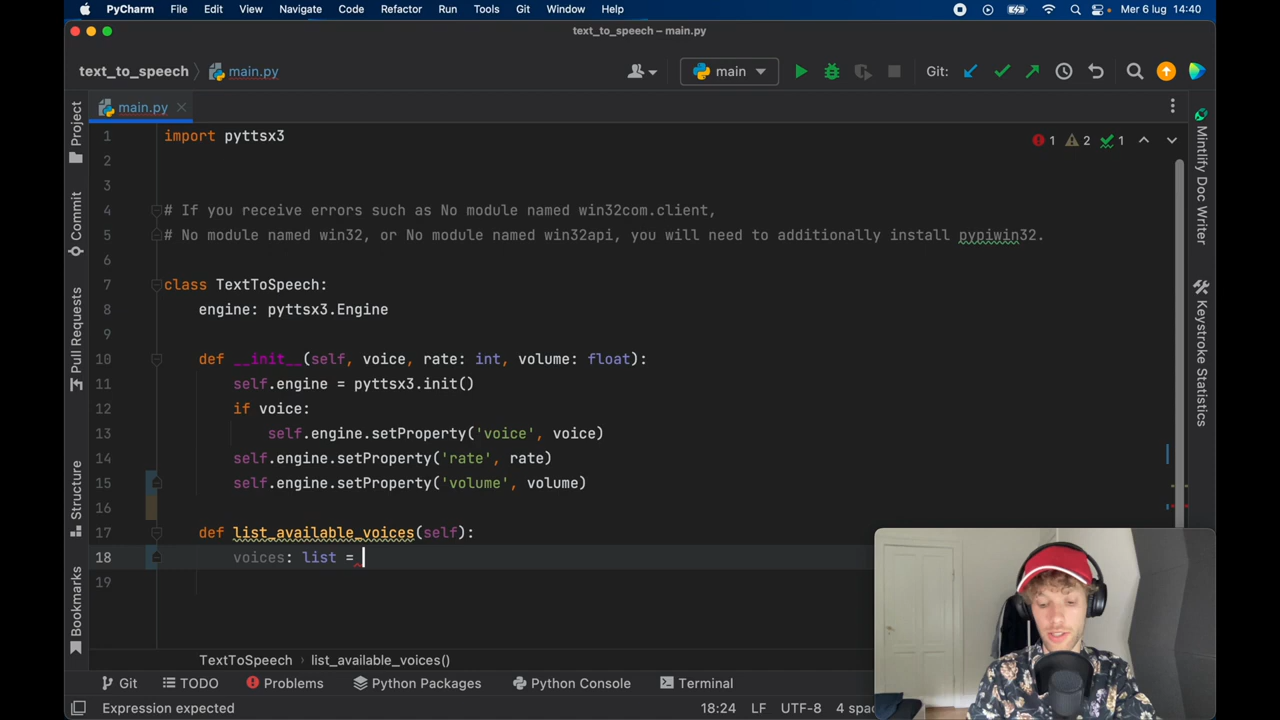 PyCharm File Edit View Navigate Code Refactor Run Tools Git Window Help Mer 6 lug 14:40
text_to_speech – main.py
text_to_speech main.py main Git:
main.py
1 import pyttsx3
2
3
4 # If you receive errors such as No module named win32com.client,
5 # No module named win32, or No module named win32api, you will need to additionally install pypiwin32.
6
7 class TextToSpeech:
8 engine: pyttsx3.Engine
9
10 def __init__(self, voice, rate: int, volume: float):
11 self.engine = pyttsx3.init()
12 if voice:
13 self.engine.setProperty('voice', voice)
14 self.engine.setProperty('rate', rate)
15 self.engine.setProperty('volume', volume)
16
17 def list_available_voices(self):
18 voices: list =
19
1 2 1
Project
Commit
Pull Requests
Structure
Bookmarks
Mintlify Doc Writer
Keystroke Statistics
TextToSpeech list_available_voices()
Git TODO Problems Python Packages Python Console Terminal
Expression expected 18:24 LF UTF-8 4 spac